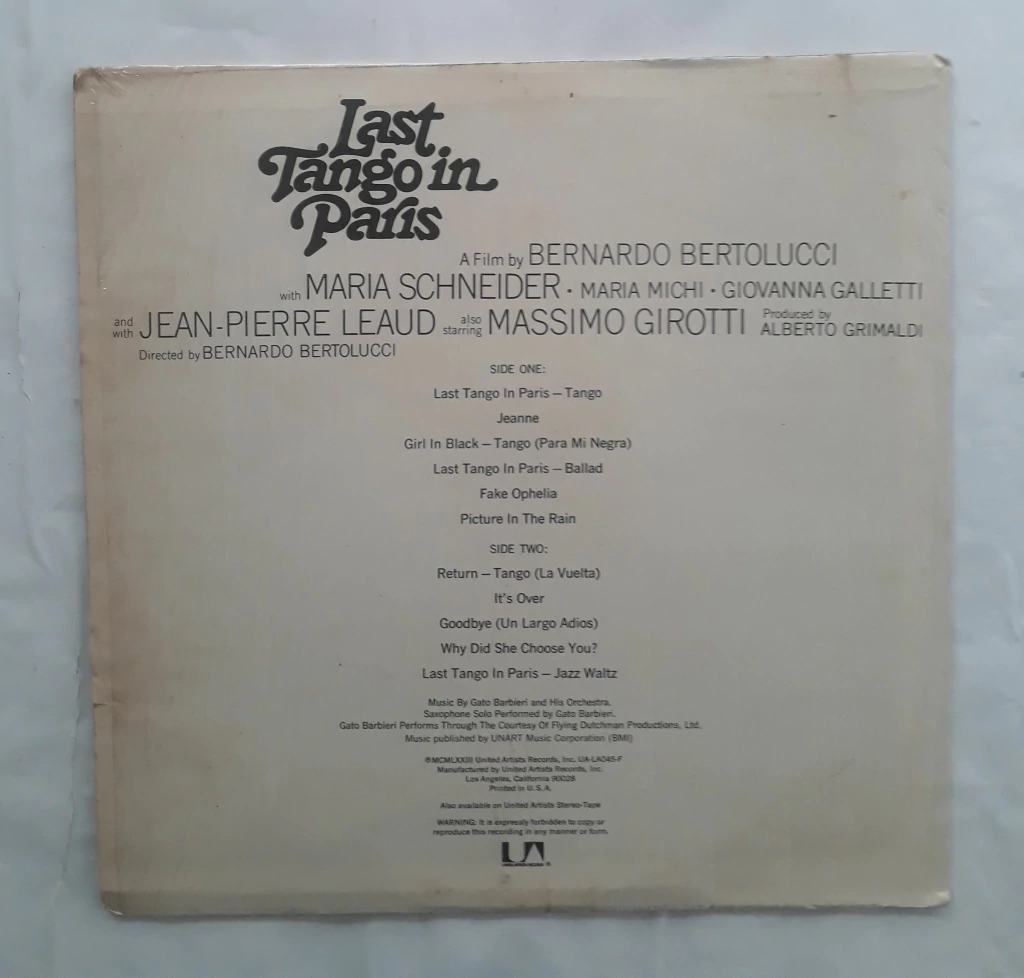 Last
Tango in
Paris
A Film by BERNARDO BERTOLUCCI
with MARIA SCHNEIDER · MARIA MICHI · GIOVANNA GALLETTI
and with JEAN-PIERRE LEAUD also starring MASSIMO GIROTTI Produced by ALBERTO GRIMALDI
Directed by BERNARDO BERTOLUCCI
SIDE ONE:
Last Tango In Paris – Tango
Jeanne
Girl In Black – Tango (Para Mi Negra)
Last Tango In Paris – Ballad
Fake Ophelia
Picture In The Rain
SIDE TWO:
Return – Tango (La Vuelta)
It's Over
Goodbye (Un Largo Adios)
Why Did She Choose You?
Last Tango In Paris – Jazz Waltz
Music By Gato Barbieri and His Orchestra.
Saxophone Solo Performed by Gato Barbieri.
Gato Barbieri Performs Through The Courtesy Of Flying Dutchman Productions, Ltd.
Music published by UNART Music Corporation (BMI)
MCMLXXIII United Artists Records, Inc. UA-LA045-F
Manufactured by United Artists Records, Inc.
Los Angeles, California 90028
Printed in U.S.A.
Also available on United Artists Stereo-Tape
WARNING: It is expressly forbidden to copy or
reproduce this recording in any manner or form.
UA